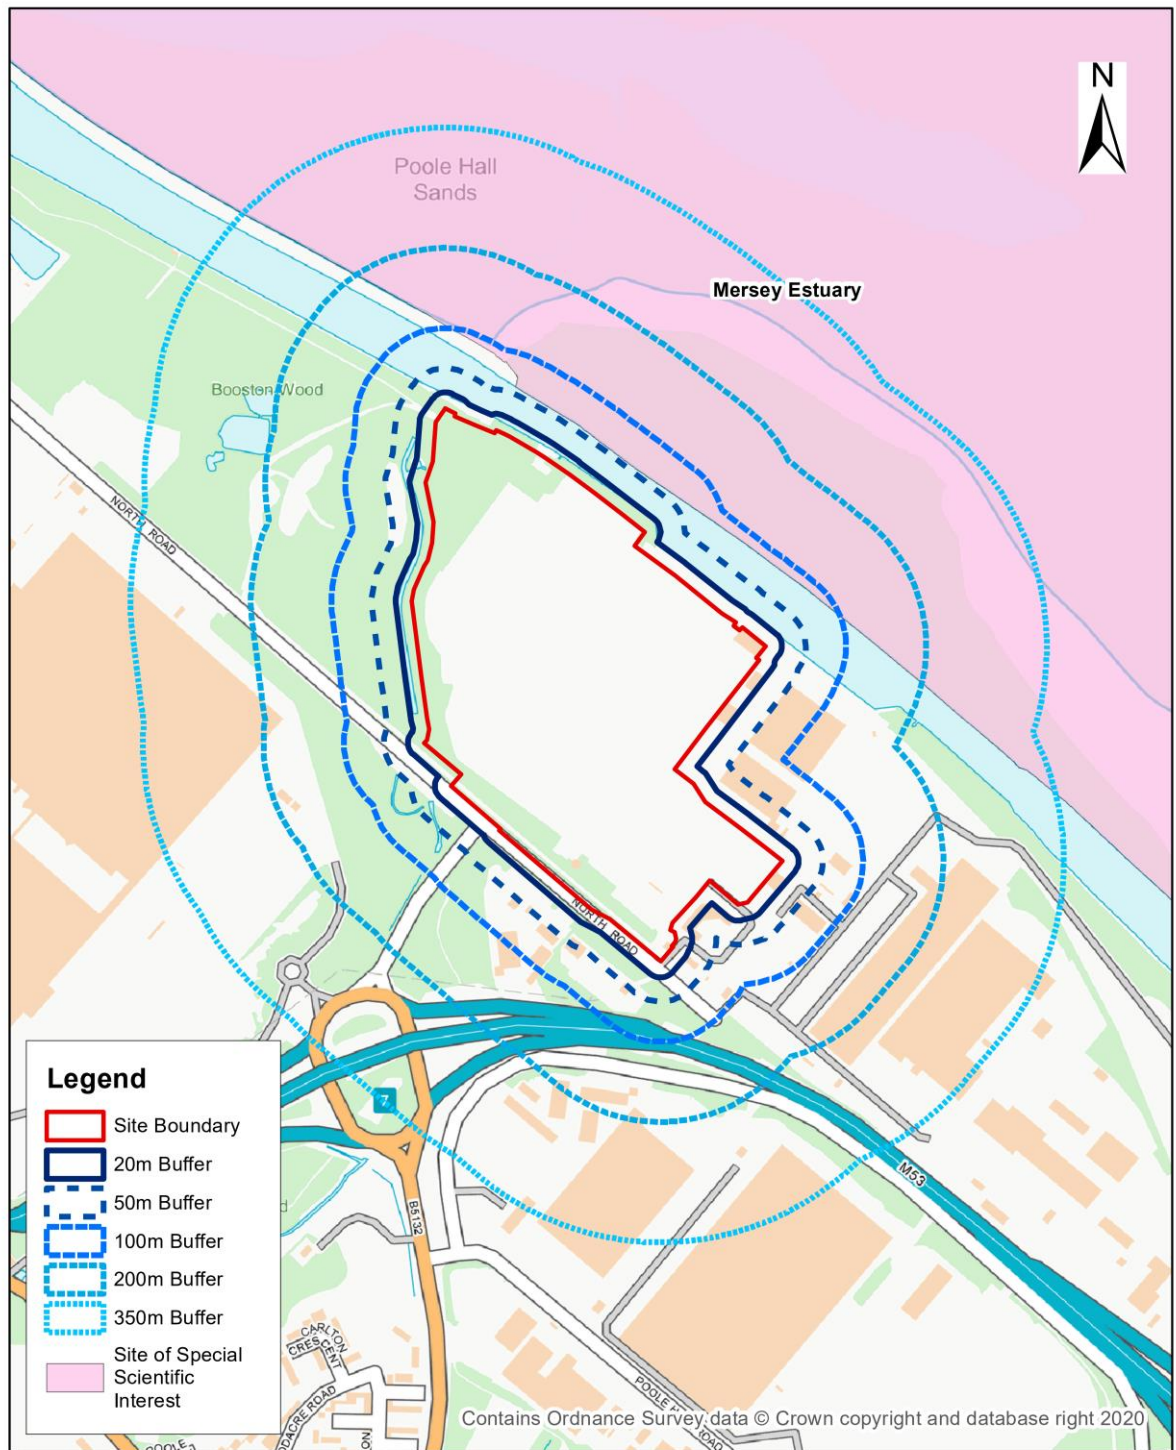 N
Poole Hall
Sands
Mersey Estuary
Booston Wood
NORTH ROAD
NORTH ROAD
7
M53
B5132
Legend
Site Boundary
20m Buffer
50m Buffer
100m Buffer
200m Buffer
350m Buffer
Site of Special
Scientific
Interest
CARLTON
CRESCENT
DACRE ROAD
POOLE
POOLE
ROAD
Contains Ordnance Survey data © Crown copyright and database right 2020